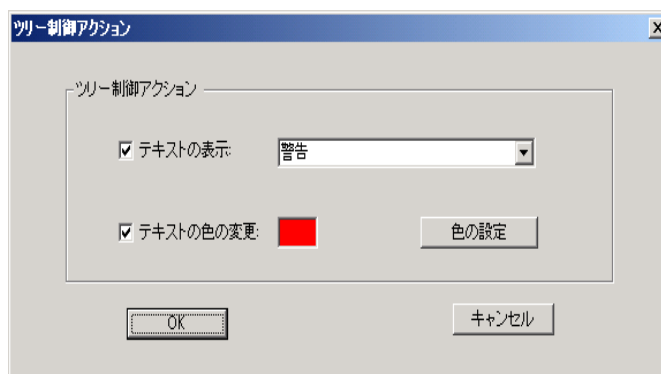 ツリー制御アクション
ツリー制御アクション
テキストの表示:
警告
テキストの色の変更:
色の設定
OK
キャンセル